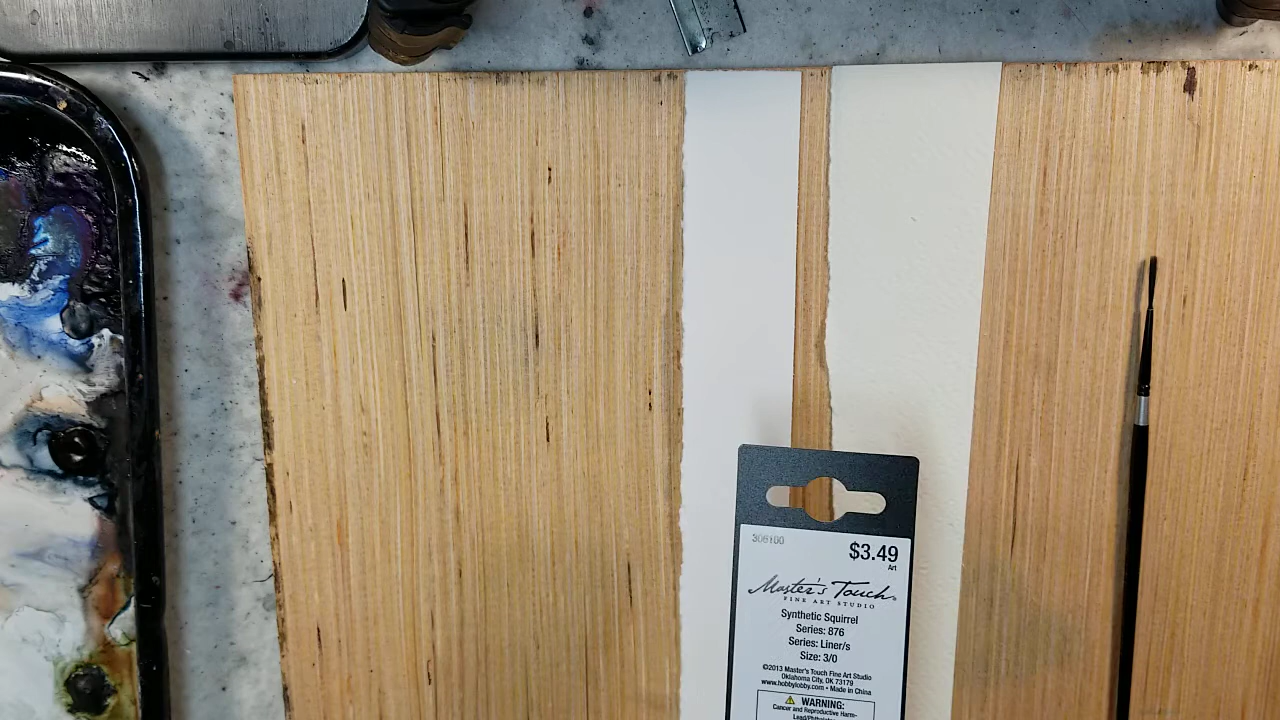 306100
$3.49
Art
Master's Touch®
FINE ART STUDIO
Synthetic Squirrel
Series: 876
Series: Liner/s
Size: 3/0
©2013 Master's Touch Fine Art Studio
Oklahoma City, OK 73179
www.hobbylobby.com • Made in China
WARNING:
Cancer and Reproductive Harm-